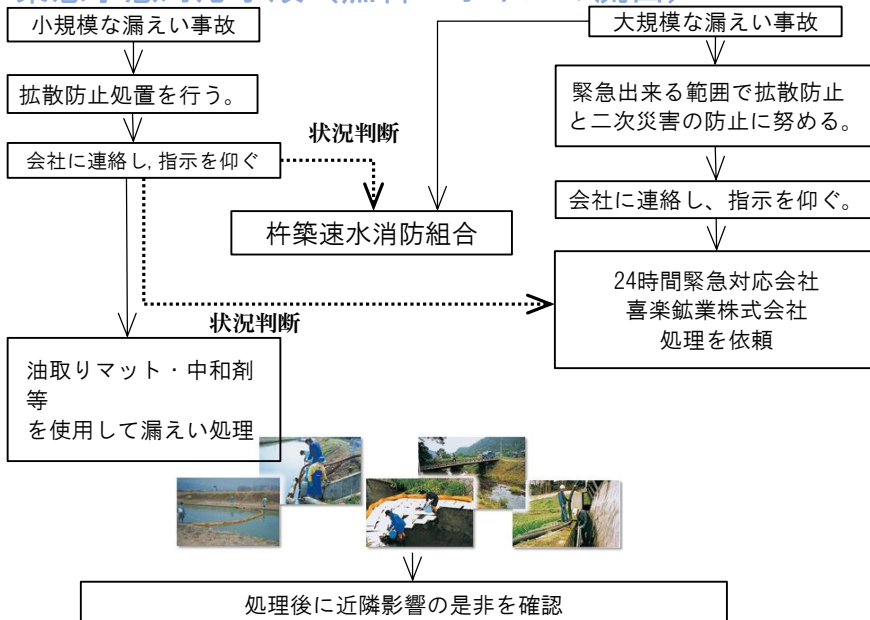 小規模な漏えい事故
大規模な漏えい事故
拡散防止処置を行う。
緊急出来る範囲で拡散防止
と二次災害の防止に努める。
状況判断
会社に連絡し,指示を仰ぐ
会社に連絡し、指示を仰ぐ。
杵築速水消防組合
24時間緊急対応会社
喜楽鉱業株式会社
処理を依頼
状況判断
油取りマット・中和剤
等
を使用して漏えい処理
処理後に近隣影響の是非を確認